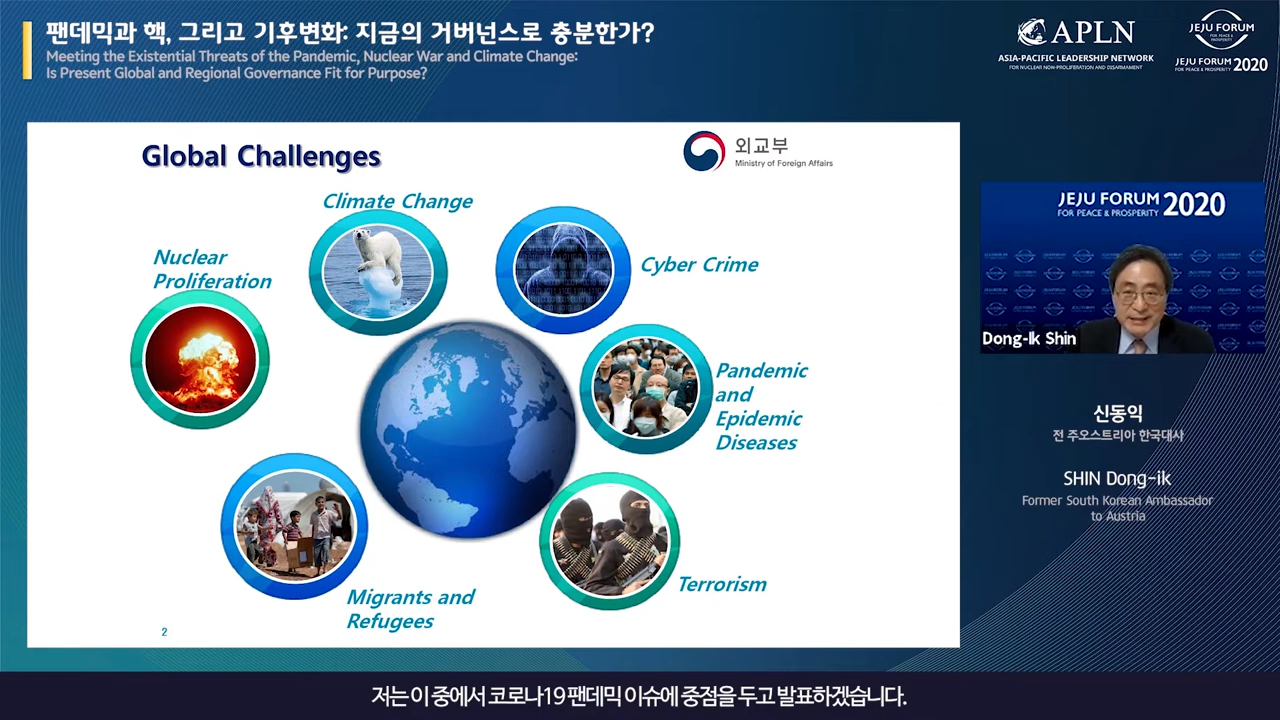 팬데믹과 핵, 그리고 기후변화: 지금의 거버넌스로 충분한가?
Meeting the Existential Threats of the Pandemic, Nuclear War and Climate Change:
Is Present Global and Regional Governance Fit for Purpose?
APLN
ASIA-PACIFIC LEADERSHIP NETWORK
FOR NUCLEAR NON-PROLIFERATION AND DISARMAMENT
JEJU FORUM
FOR PEACE & PROSPERITY
JEJU FORUM
FOR PEACE & PROSPERITY 2020
Global Challenges
외교부
Ministry of Foreign Affairs
Climate Change
Nuclear
Proliferation
Cyber Crime
Pandemic
and
Epidemic
Diseases
Terrorism
Migrants and
Refugees
2
JEJU FORUM 2020
FOR PEACE & PROSPERITY
Dong-Ik Shin
신동익
전 주오스트리아 한국대사
SHIN Dong-ik
Former South Korean Ambassador
to Austria
저는 이 중에서 코로나19 팬데믹 이슈에 중점을 두고 발표하겠습니다.